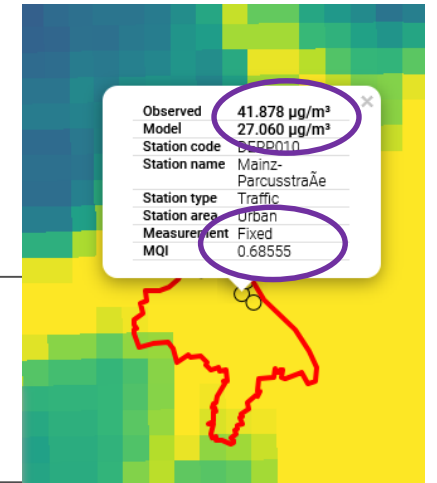 ×
Observed 41.878 µg/m³
Model 27.060 µg/m³
Station code DERP010
Station name Mainz-
ParcusstraÃe
Station type Traffic
Station area Urban
Measurement Fixed
MQI 0.68555